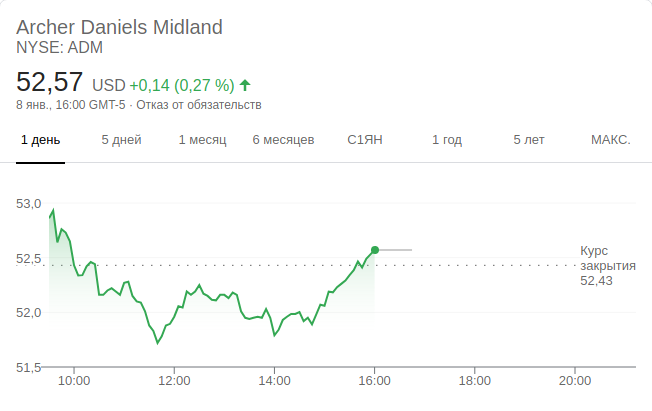 Archer Daniels Midland
NYSE: ADM
52,57 USD +0,14 (0,27 %)
8 янв., 16:00 GMT-5 · Отказ от обязательств
1 день 5 дней 1 месяц 6 месяцев С1ЯН 1 год 5 лет МАКС.
53,0
52,5
52,0
51,5
Курс
закрытия
52,43
10:00 12:00 14:00 16:00 18:00 20:00